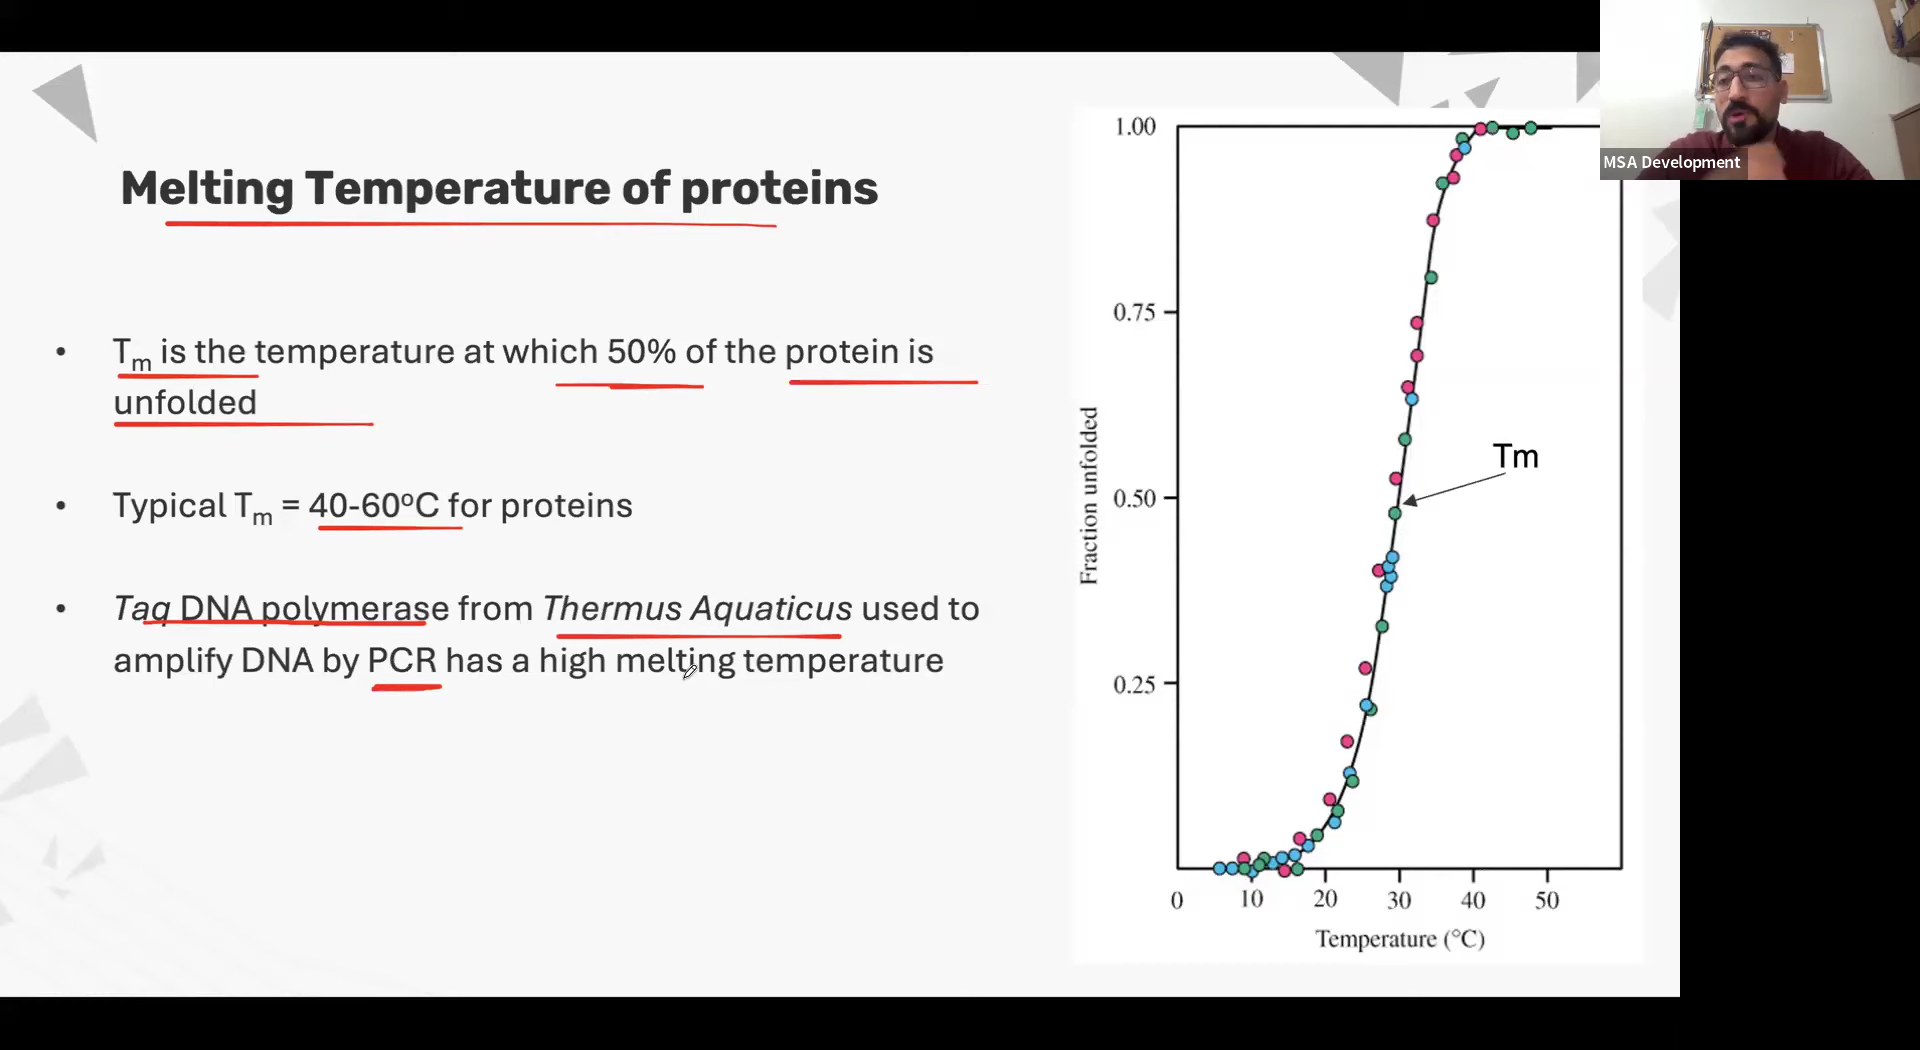 Melting Temperature of proteins
• Tm is the temperature at which 50% of the protein is
unfolded
• Typical Tm = 40-60ºC for proteins
• Taq DNA polymerase from Thermus Aquaticus used to
amplify DNA by PCR has a high melting temperature
1.00
0.75
0.50
0.25
Fraction unfolded
Tm
0 10 20 30 40 50
Temperature (°C)
MSA Development